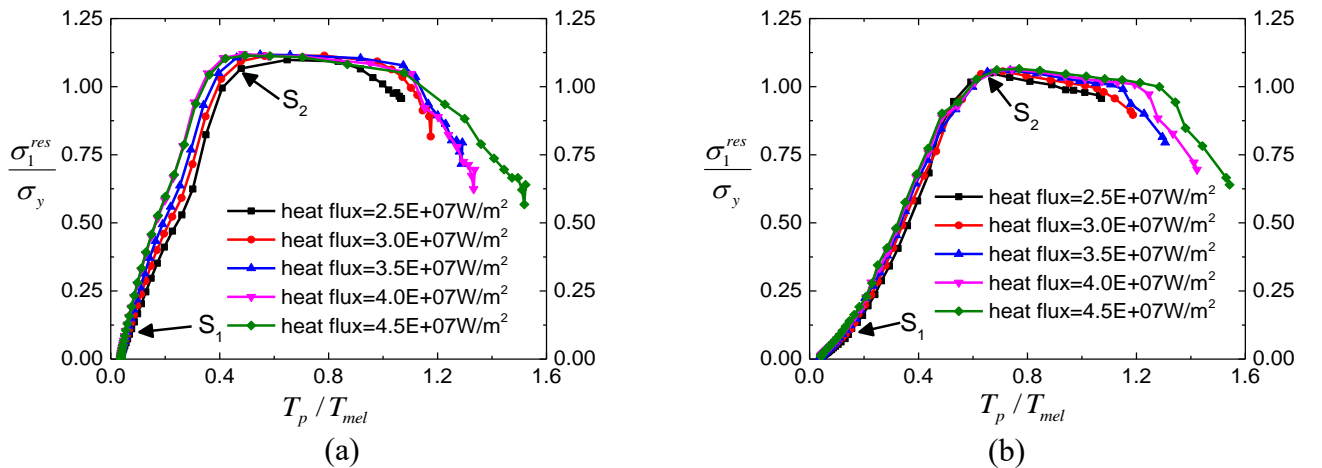 1.25
1.00
0.75
0.50
0.25
0.00
1.25
1.00
0.75
0.50
0.25
0.00
0.0 0.4 0.8 1.2 1.6
σ₁ʳᵉˢ
σ_y
S₂
S₁
heat flux=2.5E+07W/m²
heat flux=3.0E+07W/m²
heat flux=3.5E+07W/m²
heat flux=4.0E+07W/m²
heat flux=4.5E+07W/m²
T_p / T_mel
(a)
1.25
1.00
0.75
0.50
0.25
0.00
1.25
1.00
0.75
0.50
0.25
0.00
0.0 0.4 0.8 1.2 1.6
σ₁ʳᵉˢ
σ_y
S₂
S₁
heat flux=2.5E+07W/m²
heat flux=3.0E+07W/m²
heat flux=3.5E+07W/m²
heat flux=4.0E+07W/m²
heat flux=4.5E+07W/m²
T_p / T_mel
(b)